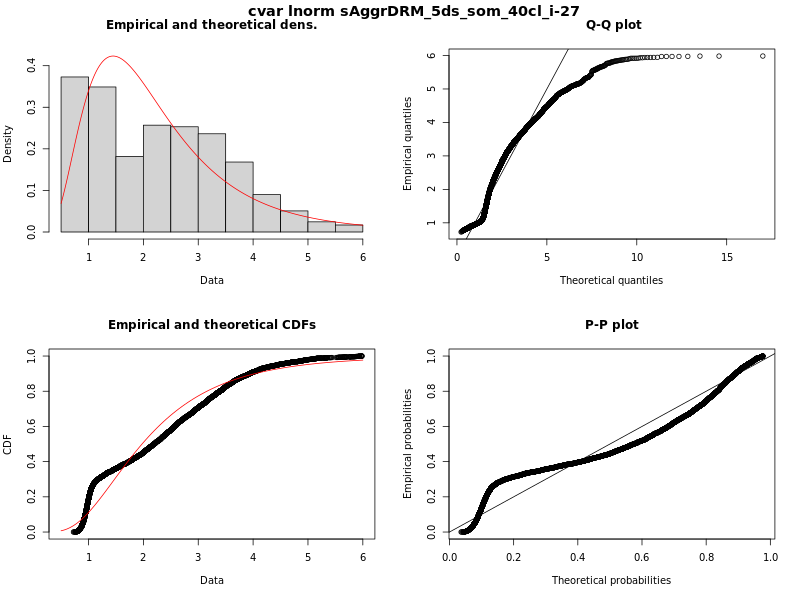 cvar lnorm sAggrDRM_5ds_som_40cl_i-27
Empirical and theoretical dens.
Density
0.0 0.1 0.2 0.3 0.4
1 2 3 4 5 6
Data
Q-Q plot
Empirical quantiles
1 2 3 4 5 6
0 5 10 15
Theoretical quantiles
Empirical and theoretical CDFs
CDF
0.0 0.2 0.4 0.6 0.8 1.0
1 2 3 4 5 6
Data
P-P plot
Empirical probabilities
0.0 0.2 0.4 0.6 0.8 1.0
0.0 0.2 0.4 0.6 0.8 1.0
Theoretical probabilities